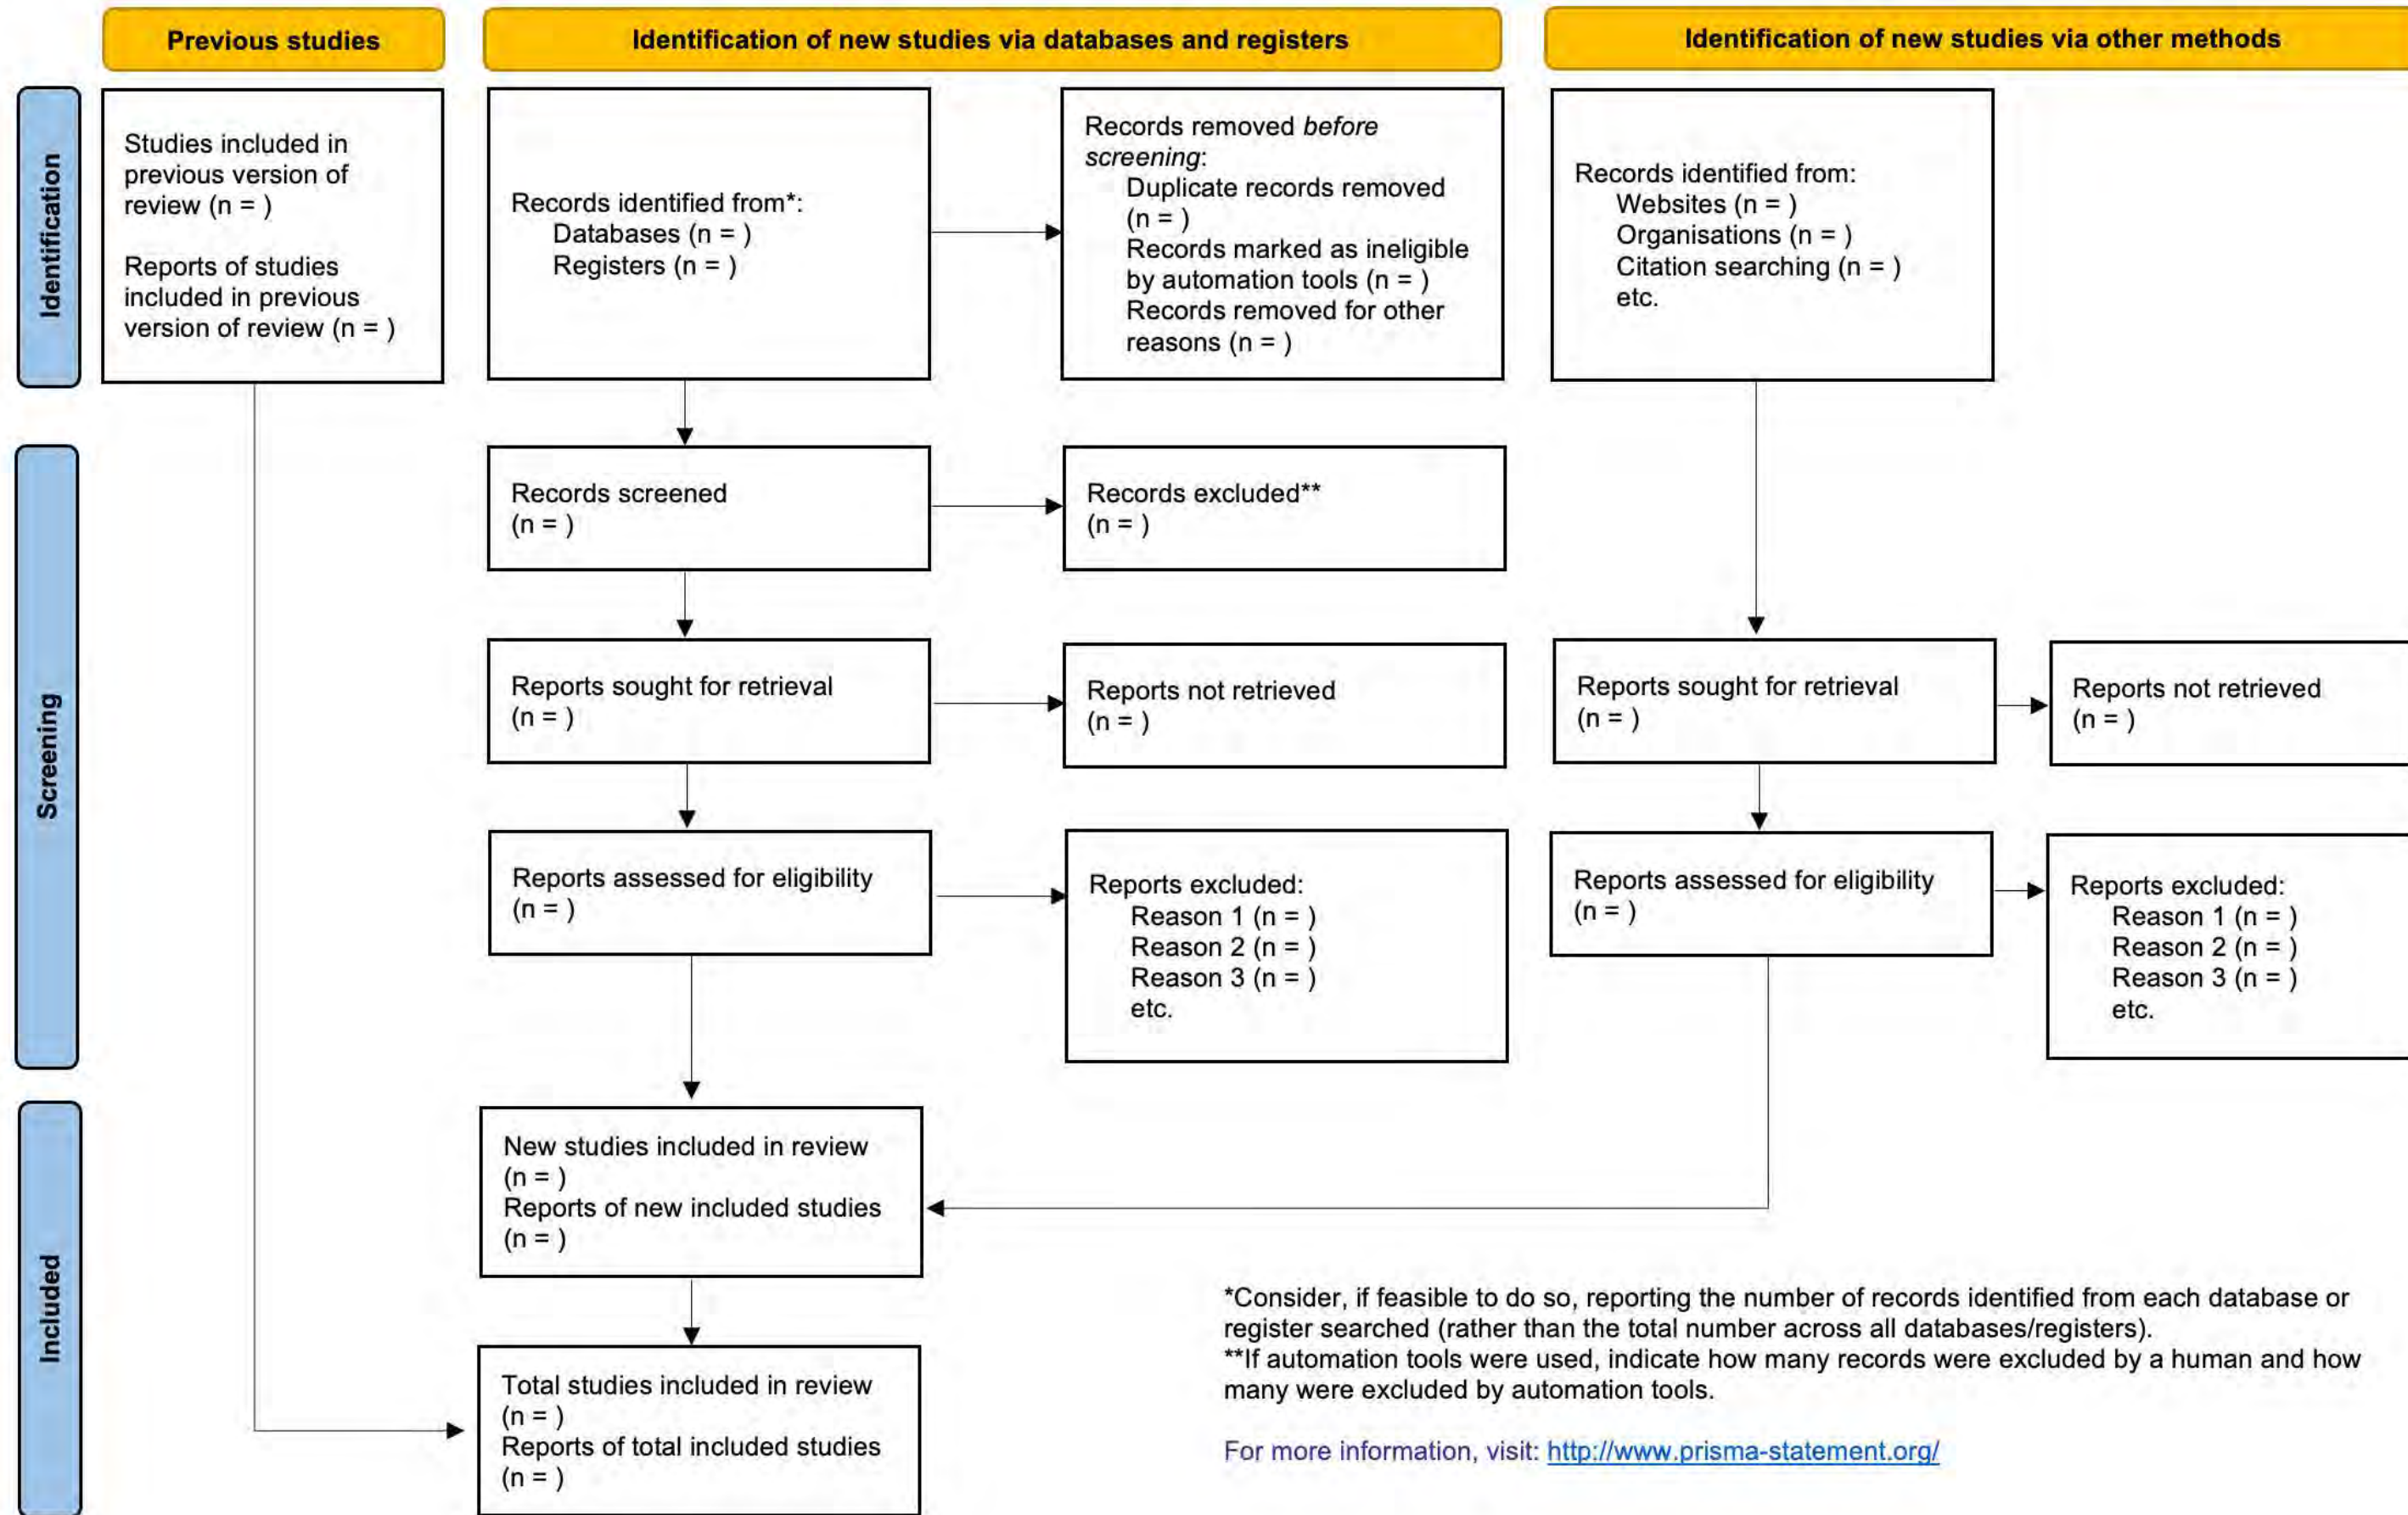 Previous studies
Identification of new studies via databases and registers
Identification of new studies via other methods
Identification
Studies included in
previous version of
review (n = )
Reports of studies
included in previous
version of review (n = )
Records identified from*:
Databases (n = )
Registers (n = )
Records removed before
screening:
Duplicate records removed
(n = )
Records marked as ineligible
by automation tools (n = )
Records removed for other
reasons (n = )
Records identified from:
Websites (n = )
Organisations (n = )
Citation searching (n = )
etc.
Screening
Records screened
(n = )
Records excluded**
(n = )
Reports sought for retrieval
(n = )
Reports not retrieved
(n = )
Reports sought for retrieval
(n = )
Reports not retrieved
(n = )
Reports assessed for eligibility
(n = )
Reports excluded:
Reason 1 (n = )
Reason 2 (n = )
Reason 3 (n = )
etc.
Reports assessed for eligibility
(n = )
Reports excluded:
Reason 1 (n = )
Reason 2 (n = )
Reason 3 (n = )
etc.
Included
New studies included in review
(n = )
Reports of new included studies
(n = )
Total studies included in review
(n = )
Reports of total included studies
(n = )
*Consider, if feasible to do so, reporting the number of records identified from each database or
register searched (rather than the total number across all databases/registers).
**If automation tools were used, indicate how many records were excluded by a human and how
many were excluded by automation tools.
For more information, visit: http://www.prisma-statement.org/